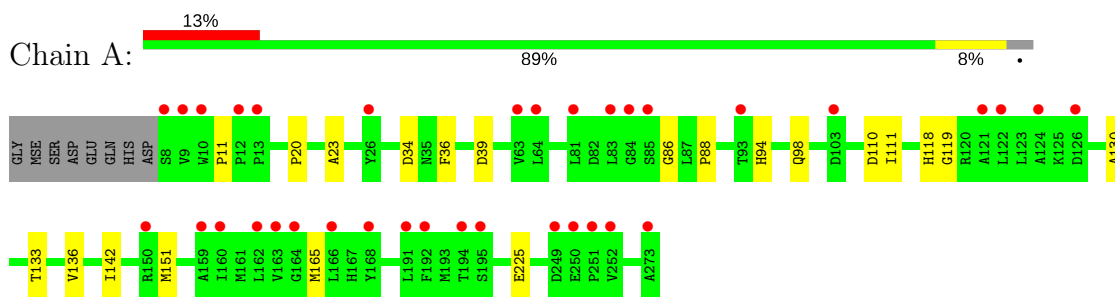 13%
Chain A:
89% 8% •
GLY MSE SER ASP GLU GLN HIS ASP S8 V9 W10 P11 P12 P13 P20 A23 Y26 D34 N35 F36 D39 V63 L64 L81 D82 L83 G84 S85 G86 L87 P88 T93 H94 Q98 D103 D110 I111 H118 G119 R120 A121 L122 L123 A124 K125 D126 A130
T133 V136 I142 R150 M151 A159 I160 M161 L162 V163 G164 M165 L166 H167 Y168 L191 F192 M193 T194 S195 E225 D249 E250 P251 V252 A273